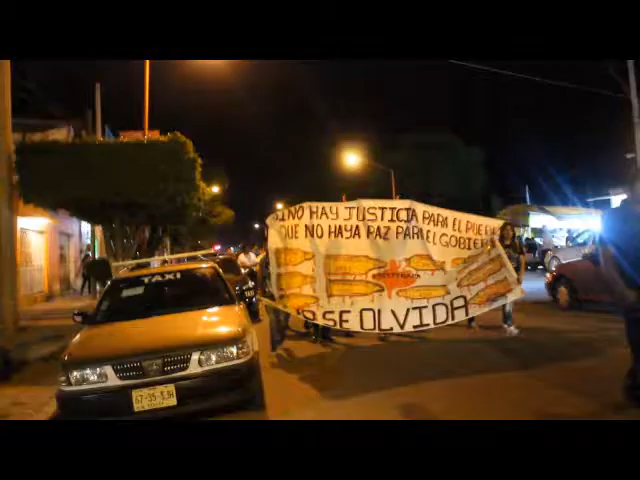 SI NO HAY JUSTICIA PARA EL PUEBLO
QUE NO HAYA PAZ PARA EL GOBIERNO
SE OLVIDA
TAXI